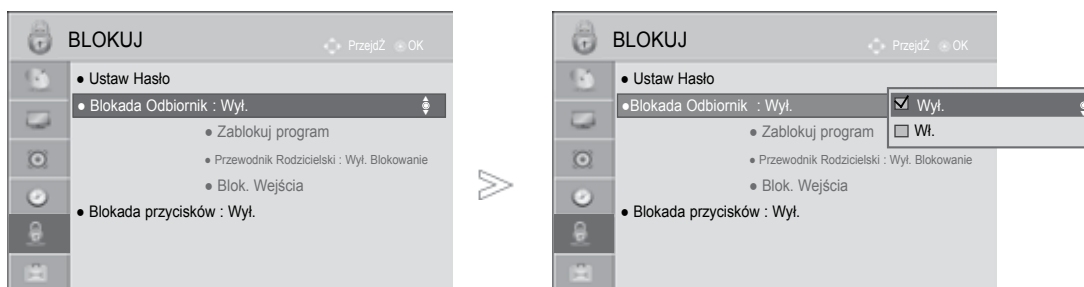 BLOKUJ
PrzejdŹ OK
● Ustaw Hasło
● Blokada Odbiornik : Wył.
● Zablokuj program
● Przewodnik Rodzicielski : Wył. Blokowanie
● Blok. Wejścia
● Blokada przycisków : Wył.
BLOKUJ
PrzejdŹ OK
● Ustaw Hasło
●Blokada Odbiornik : Wył.
Wył.
Wł.
● Zablokuj program
● Przewodnik Rodzicielski : Wył. Blokowanie
● Blok. Wejścia
● Blokada przycisków : Wył.